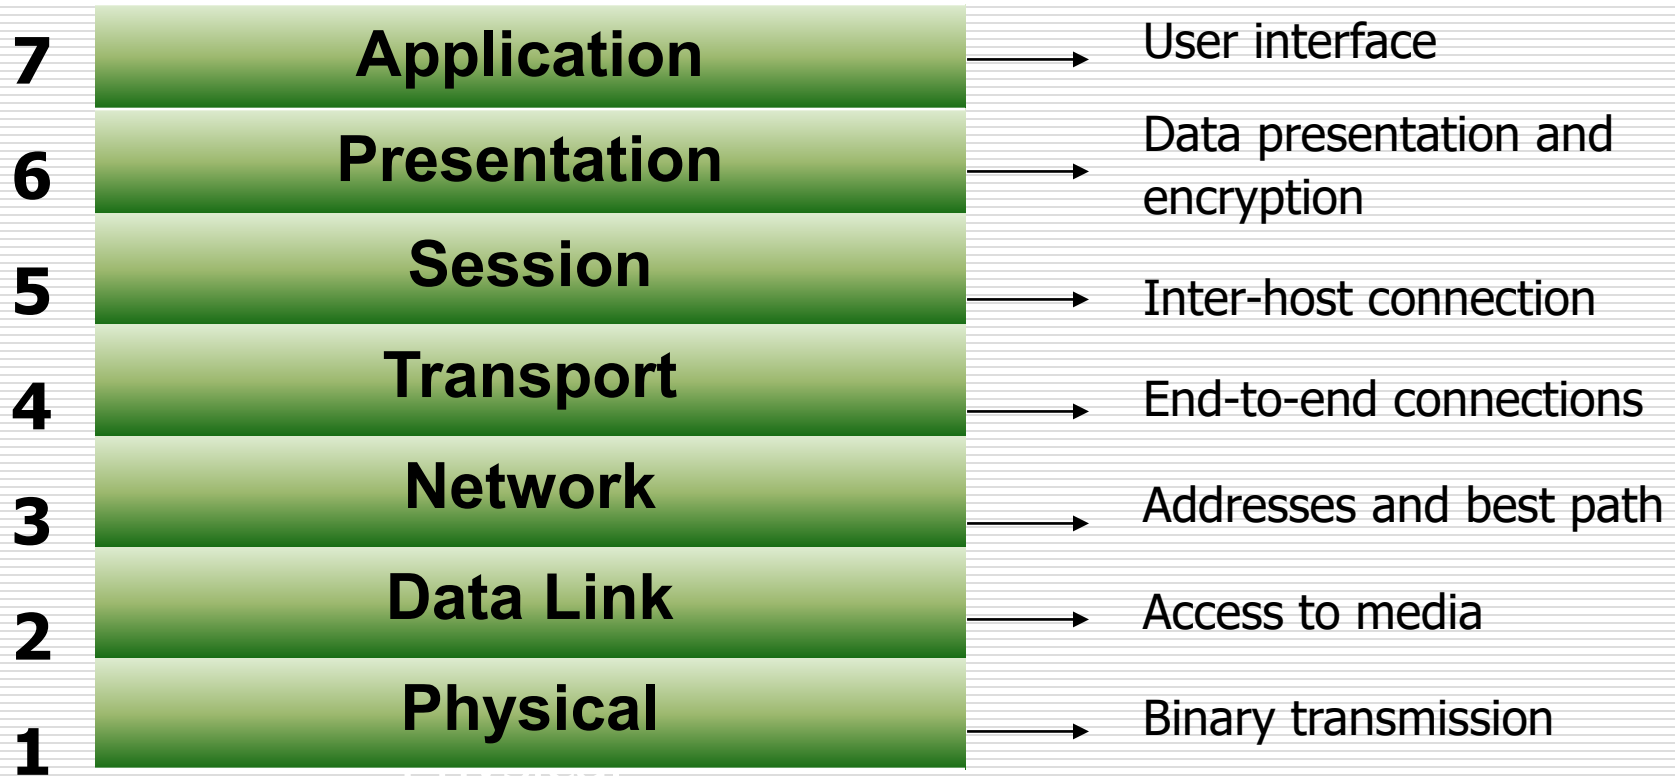 7 Application User interface
6 Presentation Data presentation and
encryption
5 Session Inter-host connection
4 Transport End-to-end connections
3 Network Addresses and best path
2 Data Link Access to media
1 Physical Binary transmission